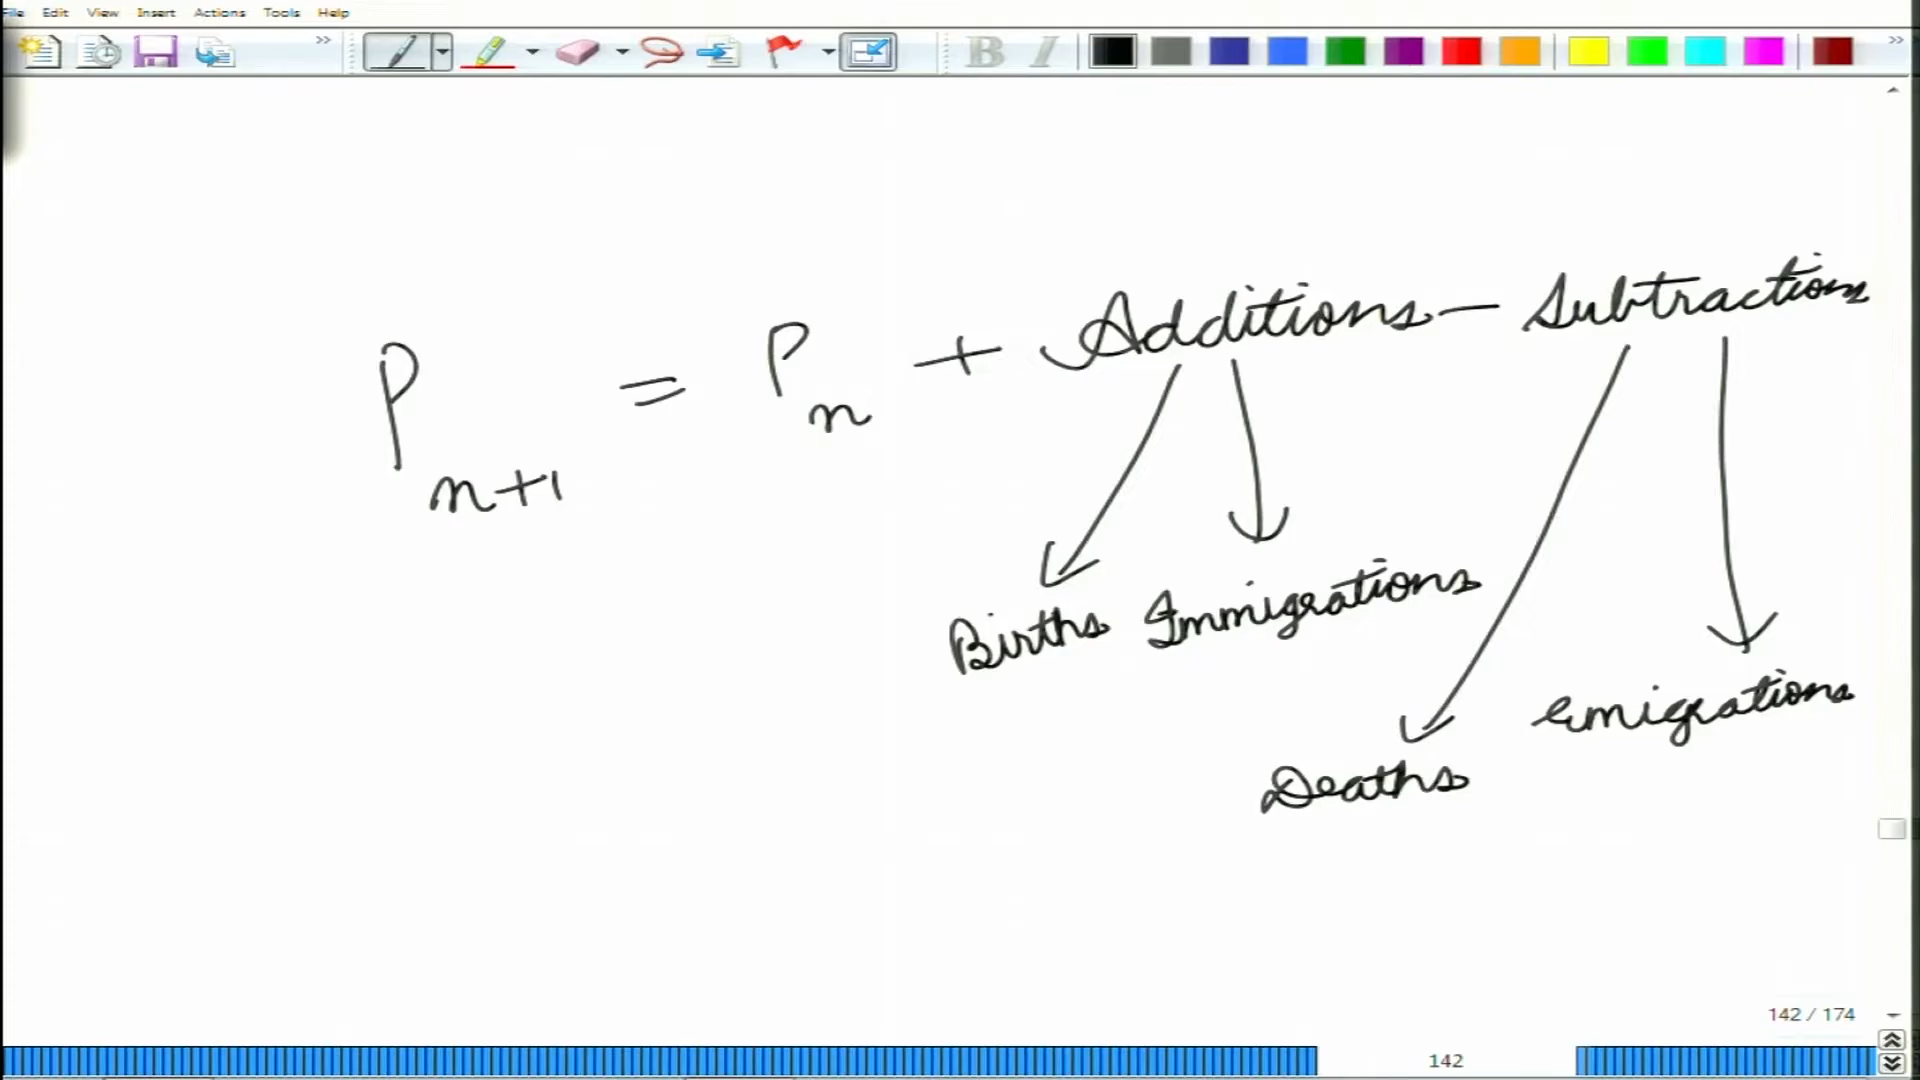 File Edit View Insert Actions Tools Help
B I
P n+1 = P n + Additions - Subtractions
Births Immigrations
Deaths emigrations
142 / 174
142